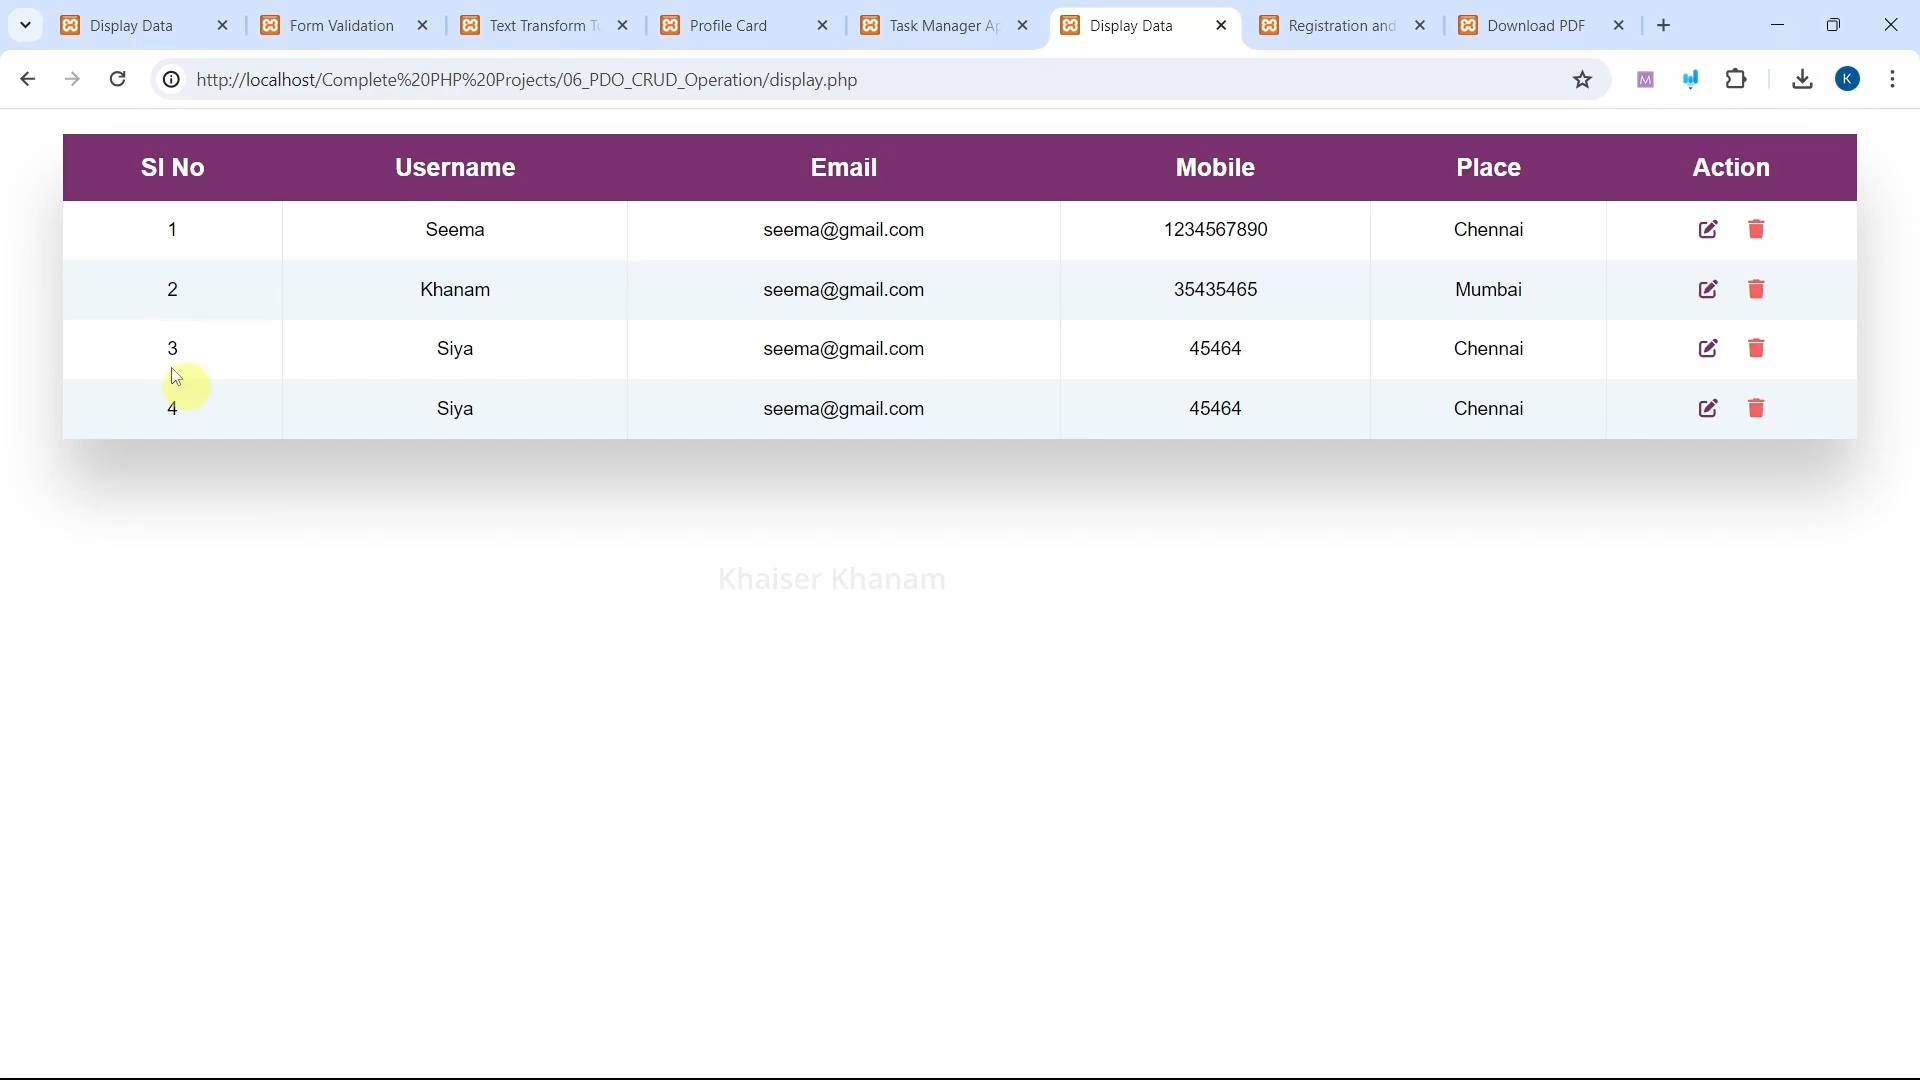 Display Data
Form Validation
Text Transform To
Profile Card
Task Manager Ap
Display Data
Registration and
Download PDF
http://localhost/Complete%20PHP%20Projects/06_PDO_CRUD_Operation/display.php
M
K
Sl No Username Email Mobile Place Action
1 Seema seema@gmail.com 1234567890 Chennai
2 Khanam seema@gmail.com 35435465 Mumbai
3 Siya seema@gmail.com 45464 Chennai
4 Siya seema@gmail.com 45464 Chennai
Khaiser Khanam